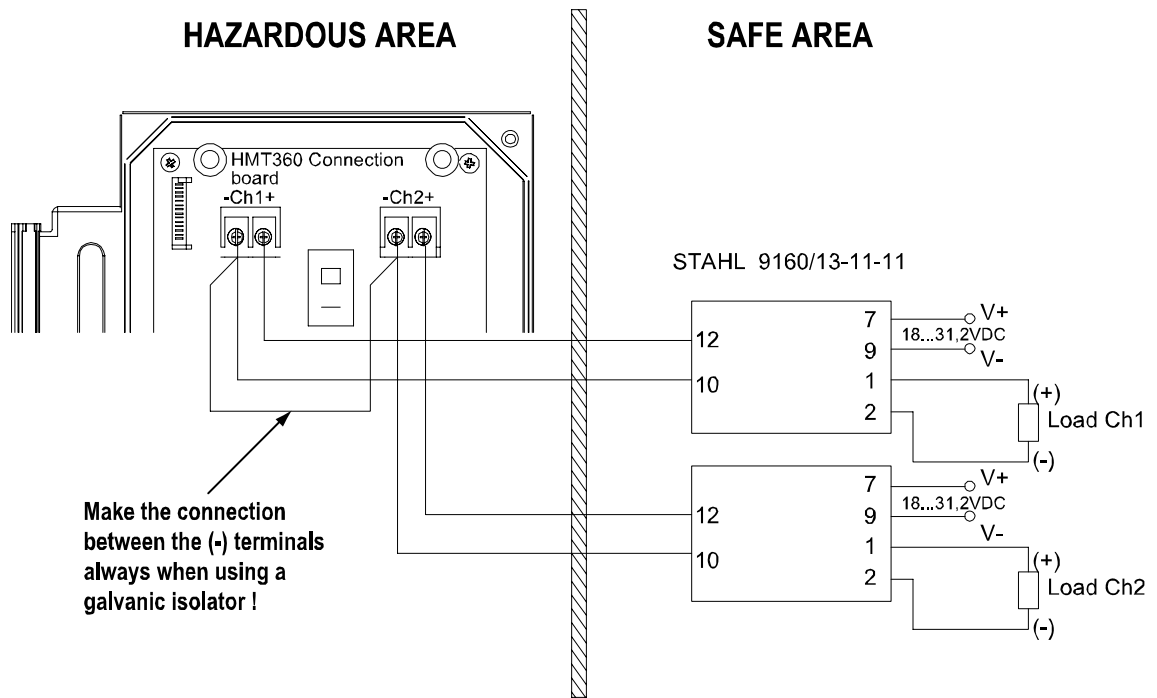 HAZARDOUS AREA
SAFE AREA
HMT360 Connection
board
-Ch1+
-Ch2+
STAHL 9160/13-11-11
12
10
7
9
1
2
V+
18...31,2VDC
V-
(+)
Load Ch1
(-)
12
10
7
9
1
2
V+
18...31,2VDC
V-
(+)
Load Ch2
(-)
Make the connection
between the (-) terminals
always when using a
galvanic isolator !